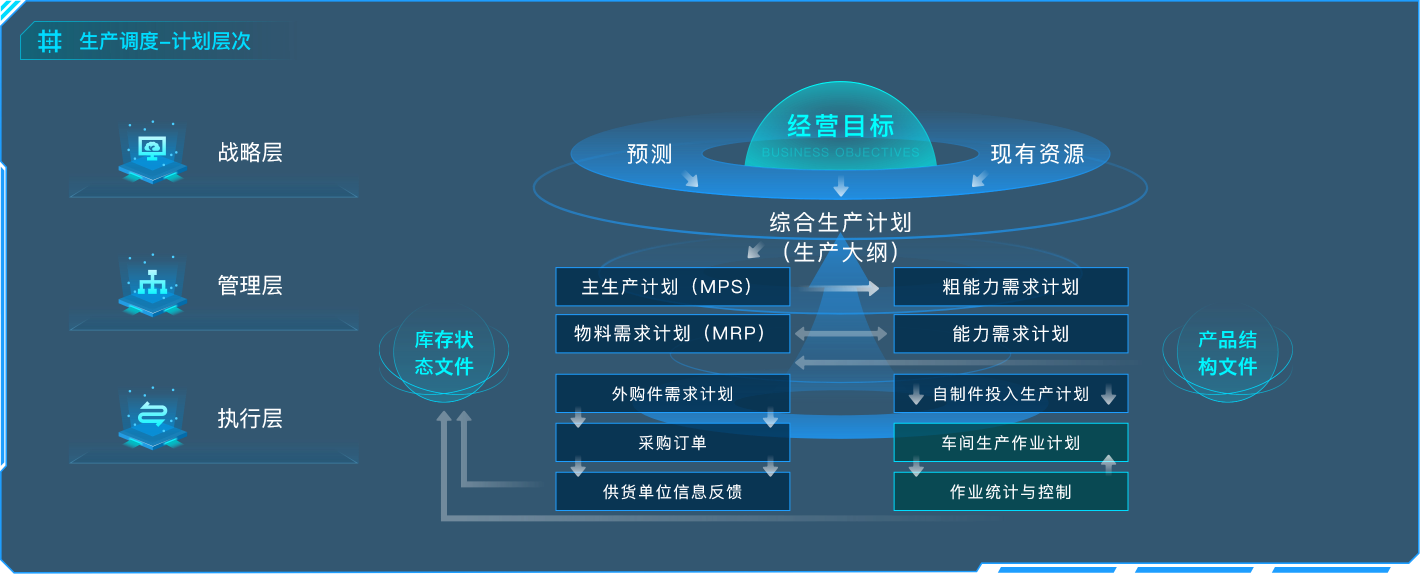 生产调度-计划层次
战略层
管理层
执行层
经营目标
BUSINESS OBJECTIVES
预测
现有资源
综合生产计划
（生产大纲）
主生产计划（MPS）
粗能力需求计划
物料需求计划（MRP）
能力需求计划
库存状
态文件
产品结
构文件
外购件需求计划
自制件投入生产计划
采购订单
车间生产作业计划
供货单位信息反馈
作业统计与控制